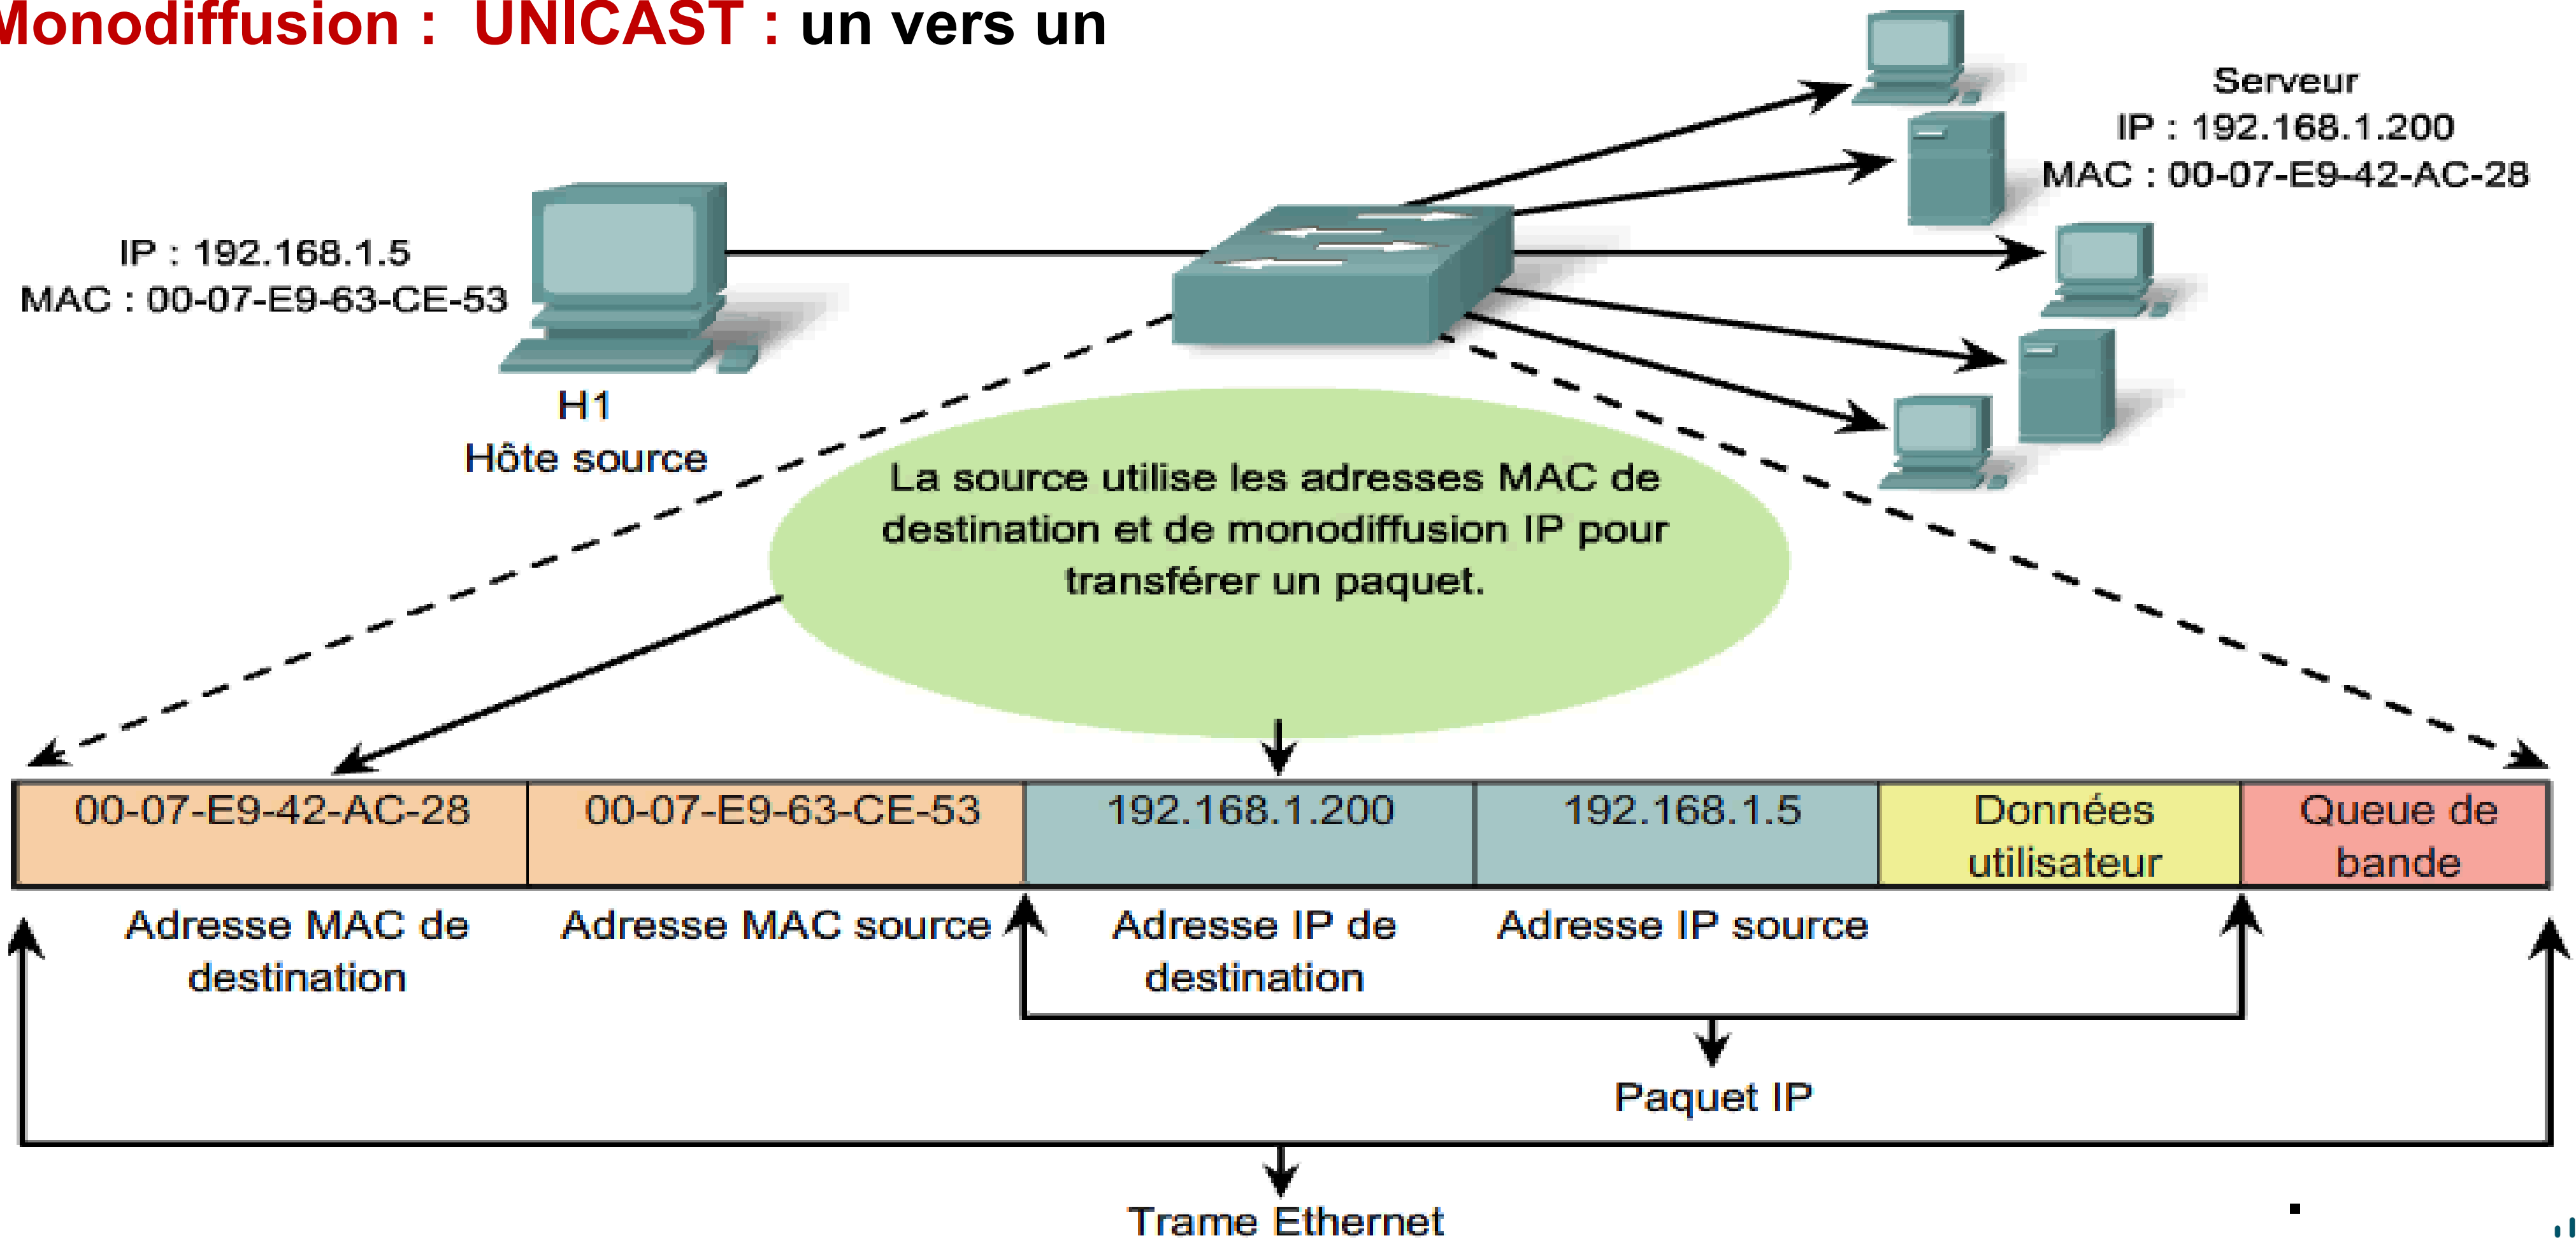 Monodiffusion : UNICAST : un vers un
Serveur
IP : 192.168.1.200
MAC : 00-07-E9-42-AC-28
IP : 192.168.1.5
MAC : 00-07-E9-63-CE-53
H1
Hôte source
La source utilise les adresses MAC de
destination et de monodiffusion IP pour
transférer un paquet.
00-07-E9-42-AC-28
00-07-E9-63-CE-53
192.168.1.200
192.168.1.5
Données
utilisateur
Queue de
bande
Adresse MAC de
destination
Adresse MAC source
Adresse IP de
destination
Adresse IP source
Paquet IP
Trame Ethernet